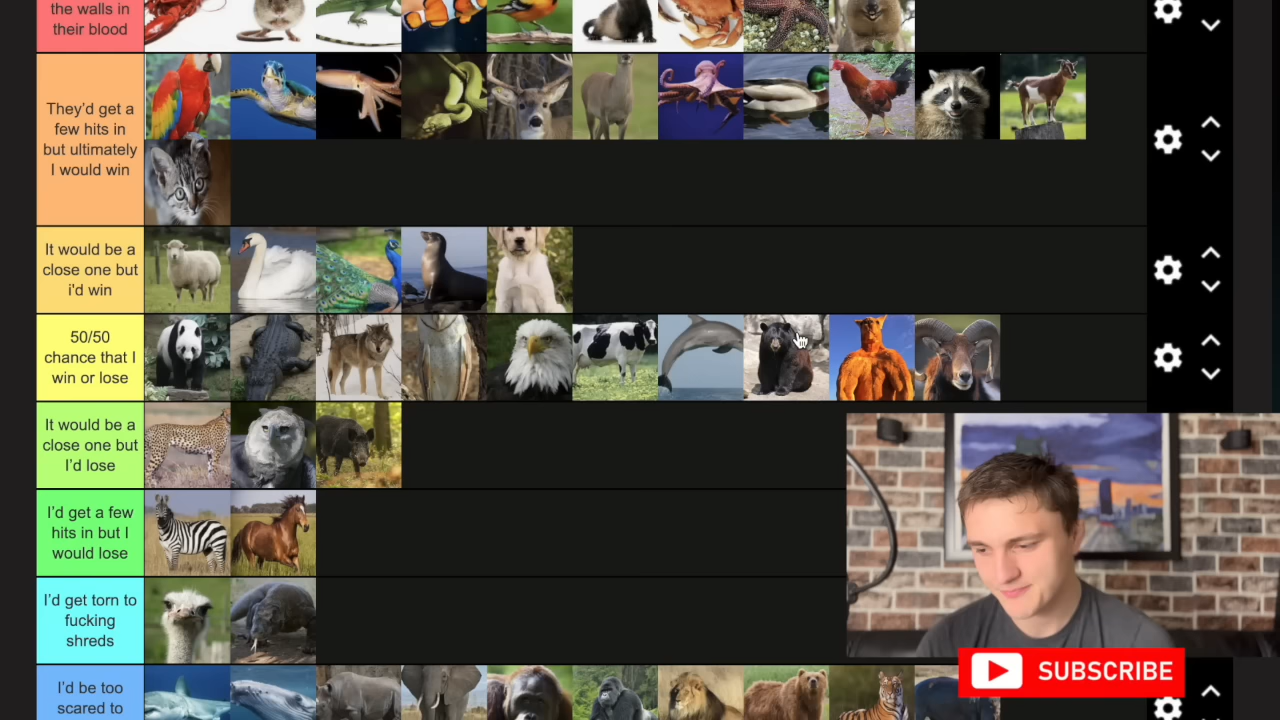 the walls in
their blood
They'd get a
few hits in
but ultimately
I would win
It would be a
close one but
i'd win
50/50
chance that I
win or lose
It would be a
close one but
I'd lose
I'd get a few
hits in but I
would lose
I'd get torn to
fucking
shreds
I'd be too
scared to
SUBSCRIBE